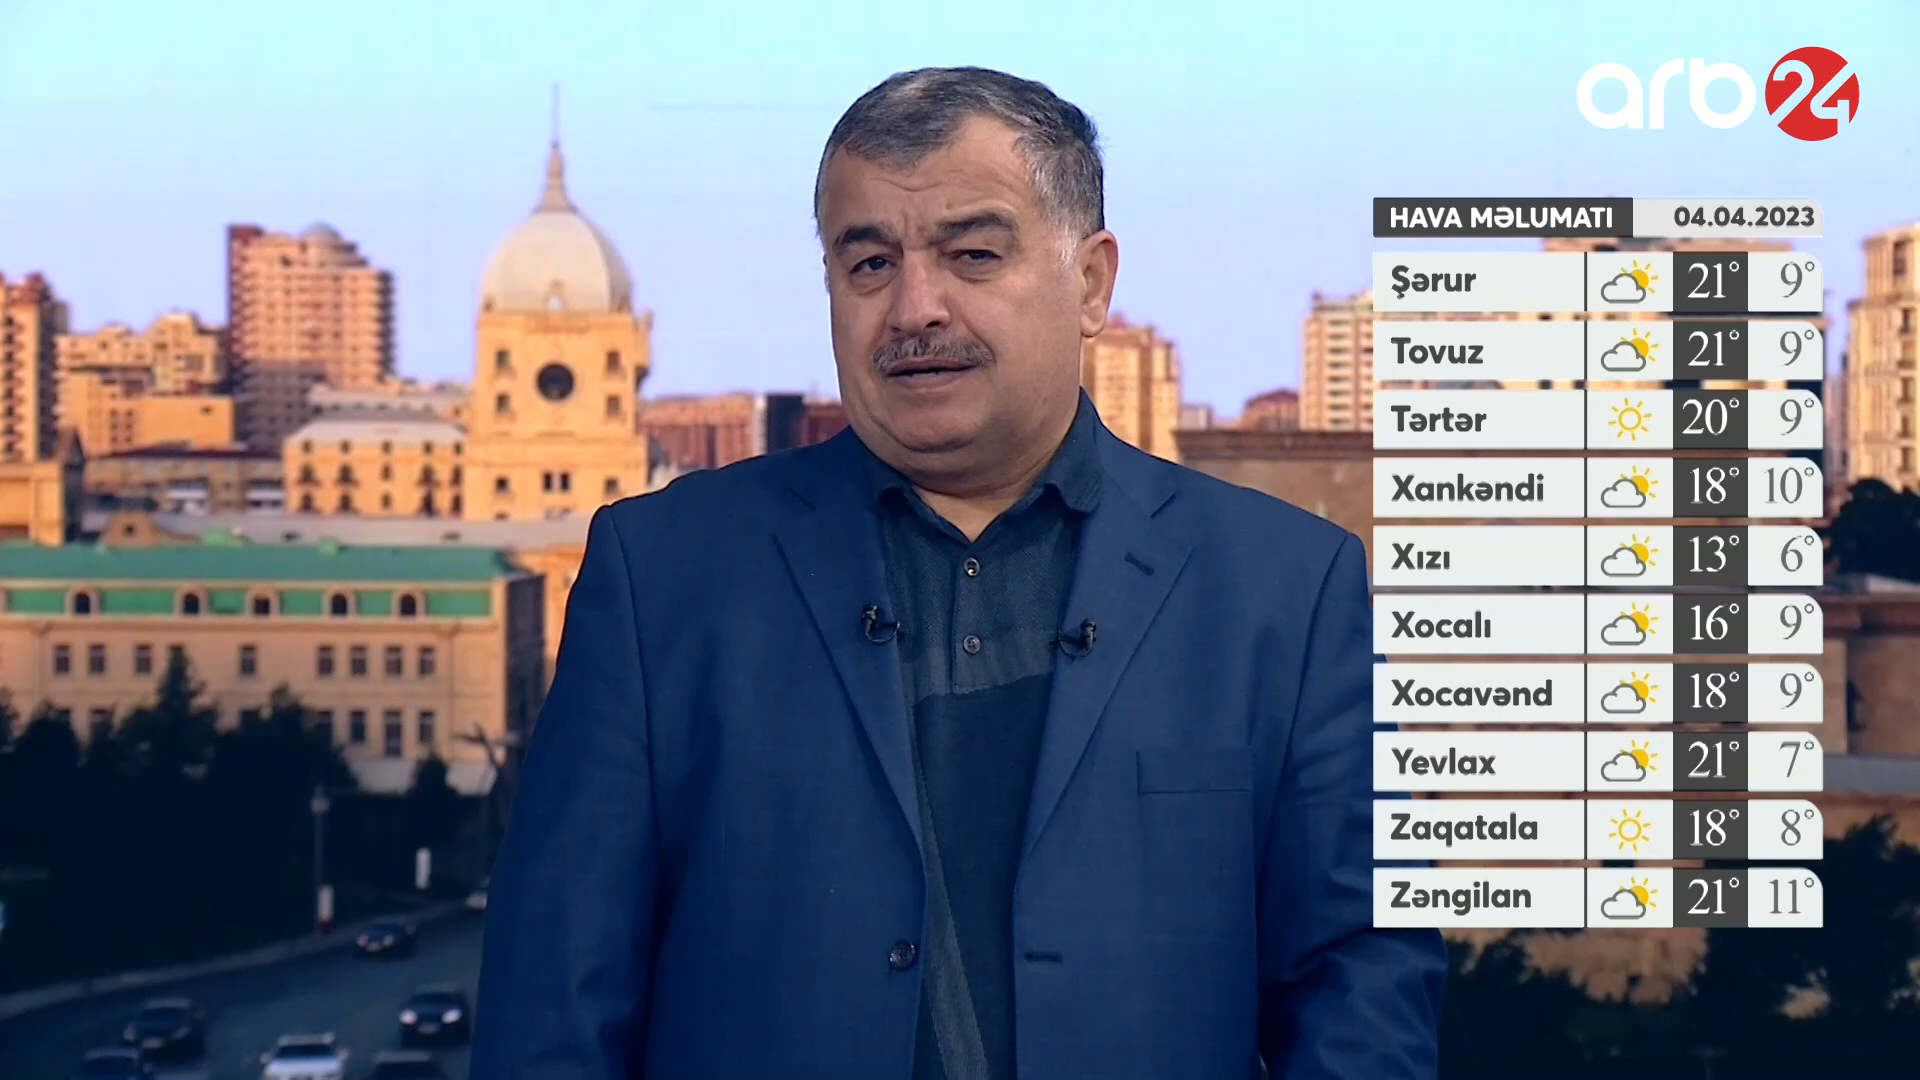 arb24
HAVA MƏLUMATI 04.04.2023
Şərur 21° 9°
Tovuz 21° 9°
Tərtər 20° 9°
Xankəndi 18° 10°
Xızı 13° 6°
Xocalı 16° 9°
Xocavənd 18° 9°
Yevlax 21° 7°
Zaqatala 18° 8°
Zəngilan 21° 11°